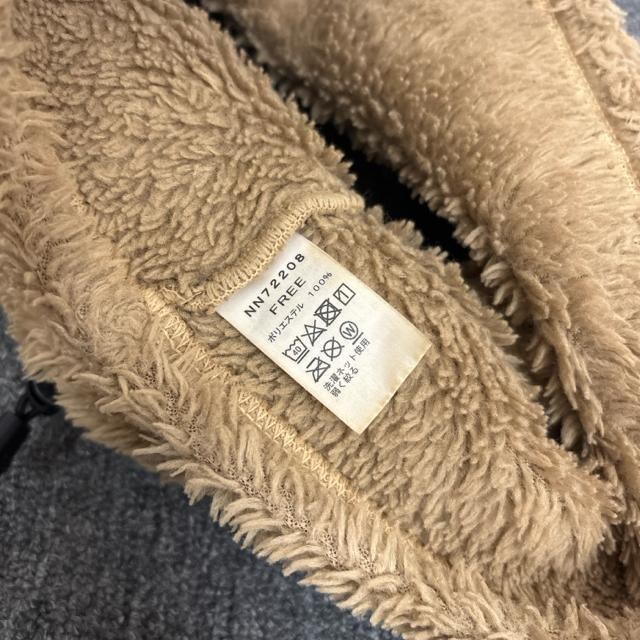 NN72208
FREE
ポリエステル 100%
洗濯ネット使用
弱く絞る